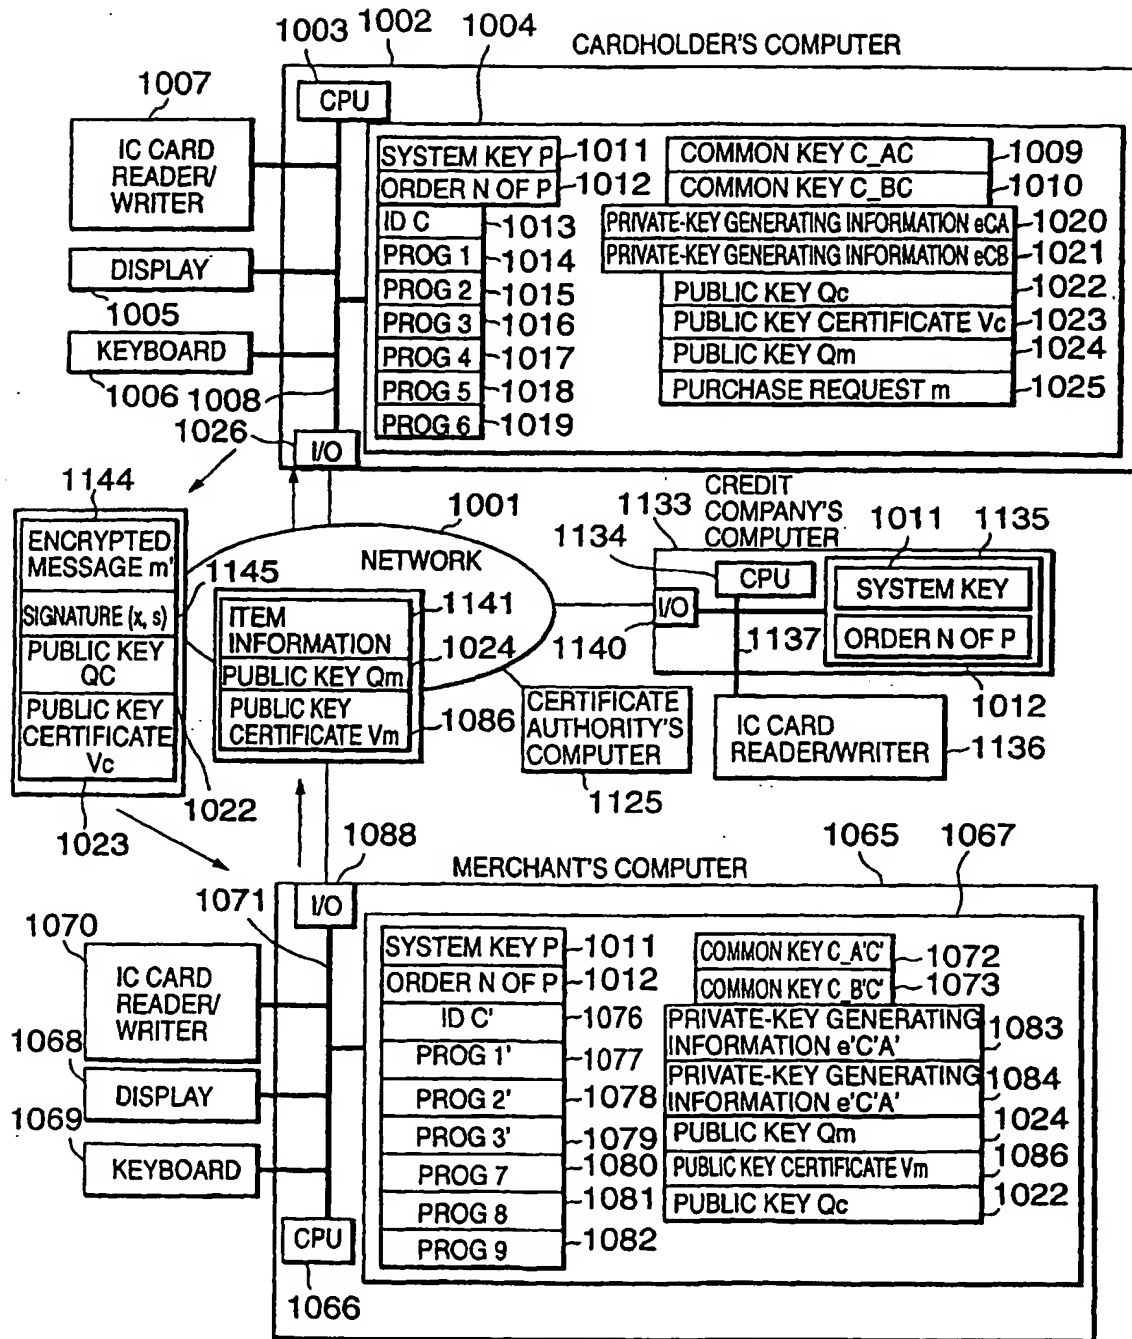 1002
1003
1004
CARDHOLDER'S COMPUTER
1007
CPU
IC CARD
READER/
WRITER
SYSTEM KEY P
1011
COMMON KEY C_AC
1009
ORDER N OF P
1012
COMMON KEY C_BC
1010
ID C
1013
PRIVATE-KEY GENERATING INFORMATION eCA
1020
PROG 1
1014
PRIVATE-KEY GENERATING INFORMATION eCB
1021
DISPLAY
PROG 2
1015
PUBLIC KEY Qc
1022
1005
PROG 3
1016
PUBLIC KEY CERTIFICATE Vc
1023
KEYBOARD
PROG 4
1017
PUBLIC KEY Qm
1024
1006
1008
PROG 5
1018
PURCHASE REQUEST m
1025
1026
PROG 6
1019
I/O
1144
ENCRYPTED
MESSAGE m'
1145
SIGNATURE (x, s)
PUBLIC KEY
QC
PUBLIC KEY
CERTIFICATE
Vc
1022
1023
1001
NETWORK
1141
ITEM
INFORMATION
1024
PUBLIC KEY Qm
PUBLIC KEY
CERTIFICATE Vm
1086
CREDIT
COMPANY'S
COMPUTER
1133
1134
1011
1135
CPU
SYSTEM KEY
I/O
ORDER N OF P
1140
1137
1012
CERTIFICATE
AUTHORITY'S
COMPUTER
1125
IC CARD
READER/WRITER
1136
1088
MERCHANT'S COMPUTER
1065
1067
1071
I/O
1070
IC CARD
READER/
WRITER
SYSTEM KEY P
1011
COMMON KEY C_A'C'
1072
ORDER N OF P
1012
COMMON KEY C_B'C'
1073
ID C'
1076
PRIVATE-KEY GENERATING
INFORMATION e'C'A'
1083
1068
PROG 1'
1077
PRIVATE-KEY GENERATING
INFORMATION e'C'A'
1084
DISPLAY
PROG 2'
1078
1069
PROG 3'
1079
PUBLIC KEY Qm
1024
KEYBOARD
PROG 7
1080
PUBLIC KEY CERTIFICATE Vm
1086
PROG 8
1081
PUBLIC KEY Qc
1022
CPU
PROG 9
1082
1066